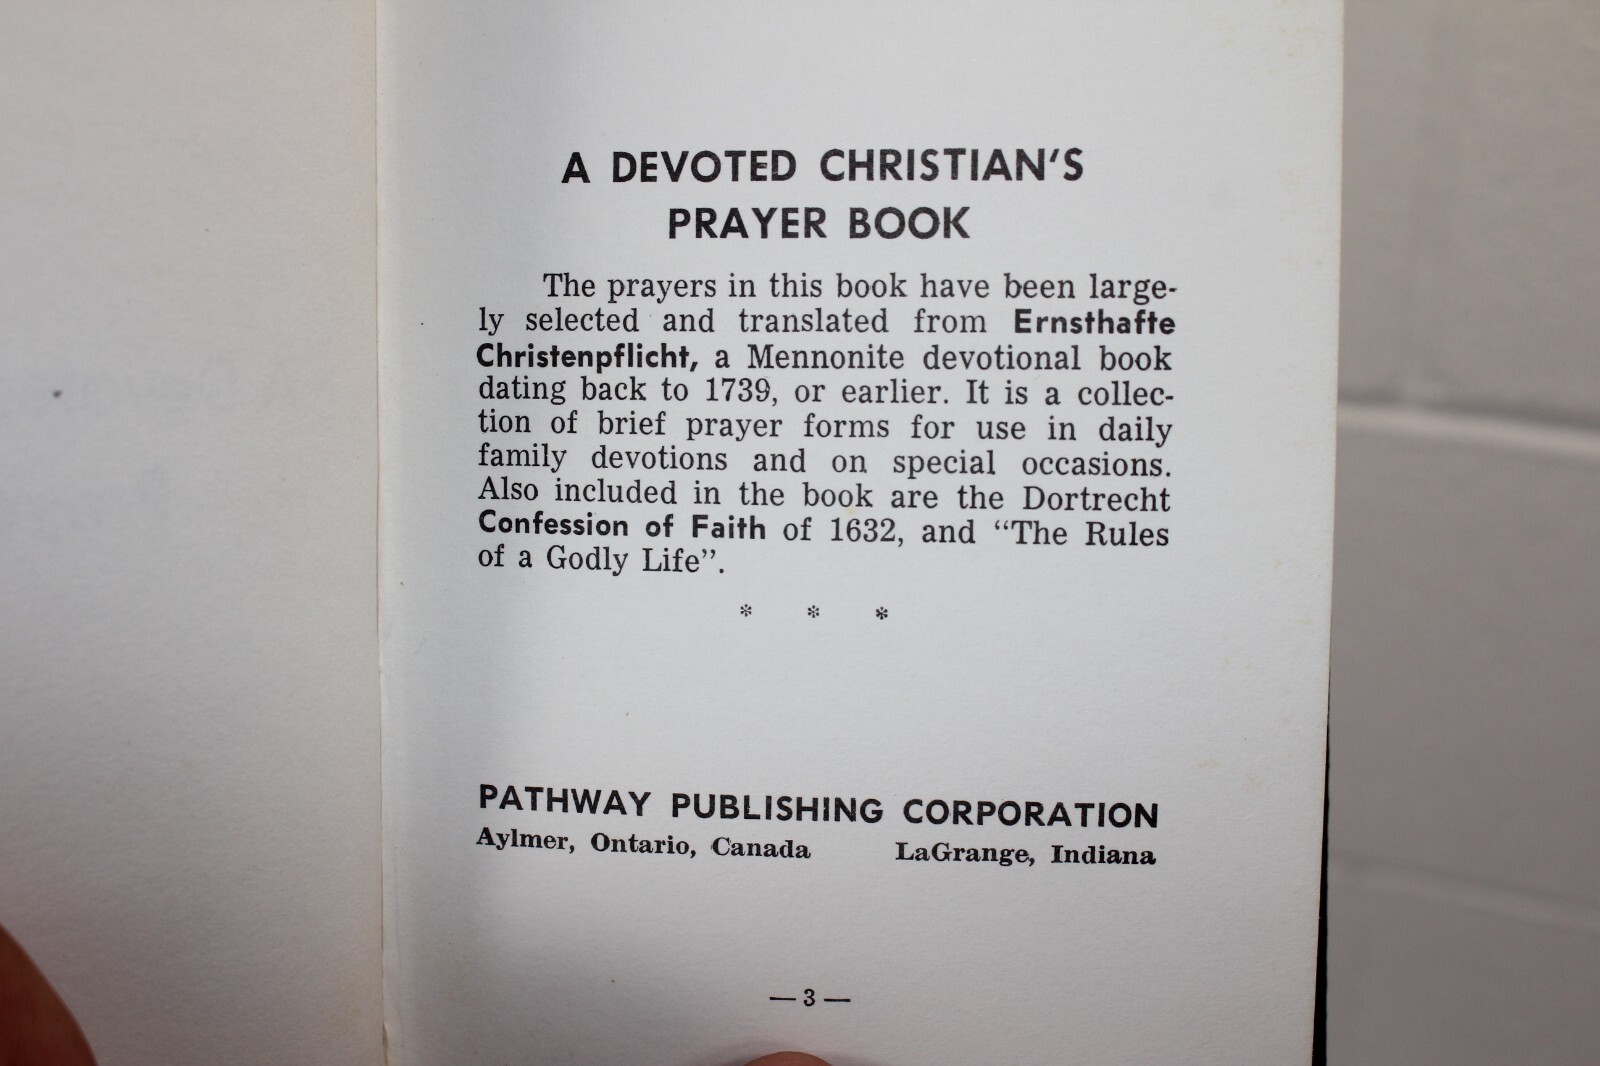 A DEVOTED CHRISTIAN'S
PRAYER BOOK
The prayers in this book have been large-
ly selected and translated from Ernsthafte
Christenpflicht, a Mennonite devotional book
dating back to 1739, or earlier. It is a collec-
tion of brief prayer forms for use in daily
family devotions and on special occasions.
Also included in the book are the Dortrecht
Confession of Faith of 1632, and “The Rules
of a Godly Life”.
* * *
PATHWAY PUBLISHING CORPORATION
Aylmer, Ontario, Canada LaGrange, Indiana
— 3 —